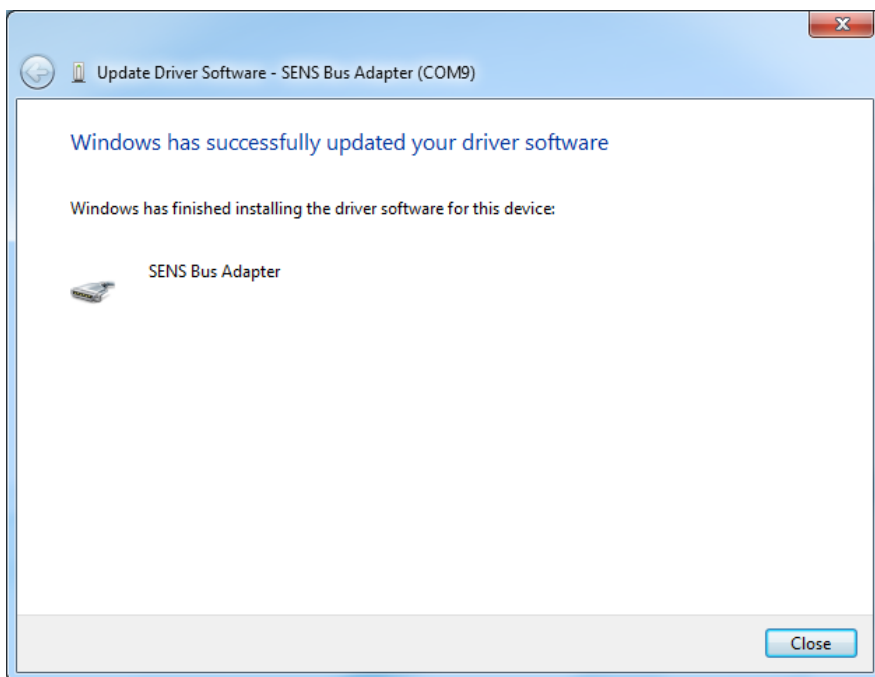 Update Driver Software - SENS Bus Adapter (COM9)
Windows has successfully updated your driver software
Windows has finished installing the driver software for this device:
SENS Bus Adapter
Close